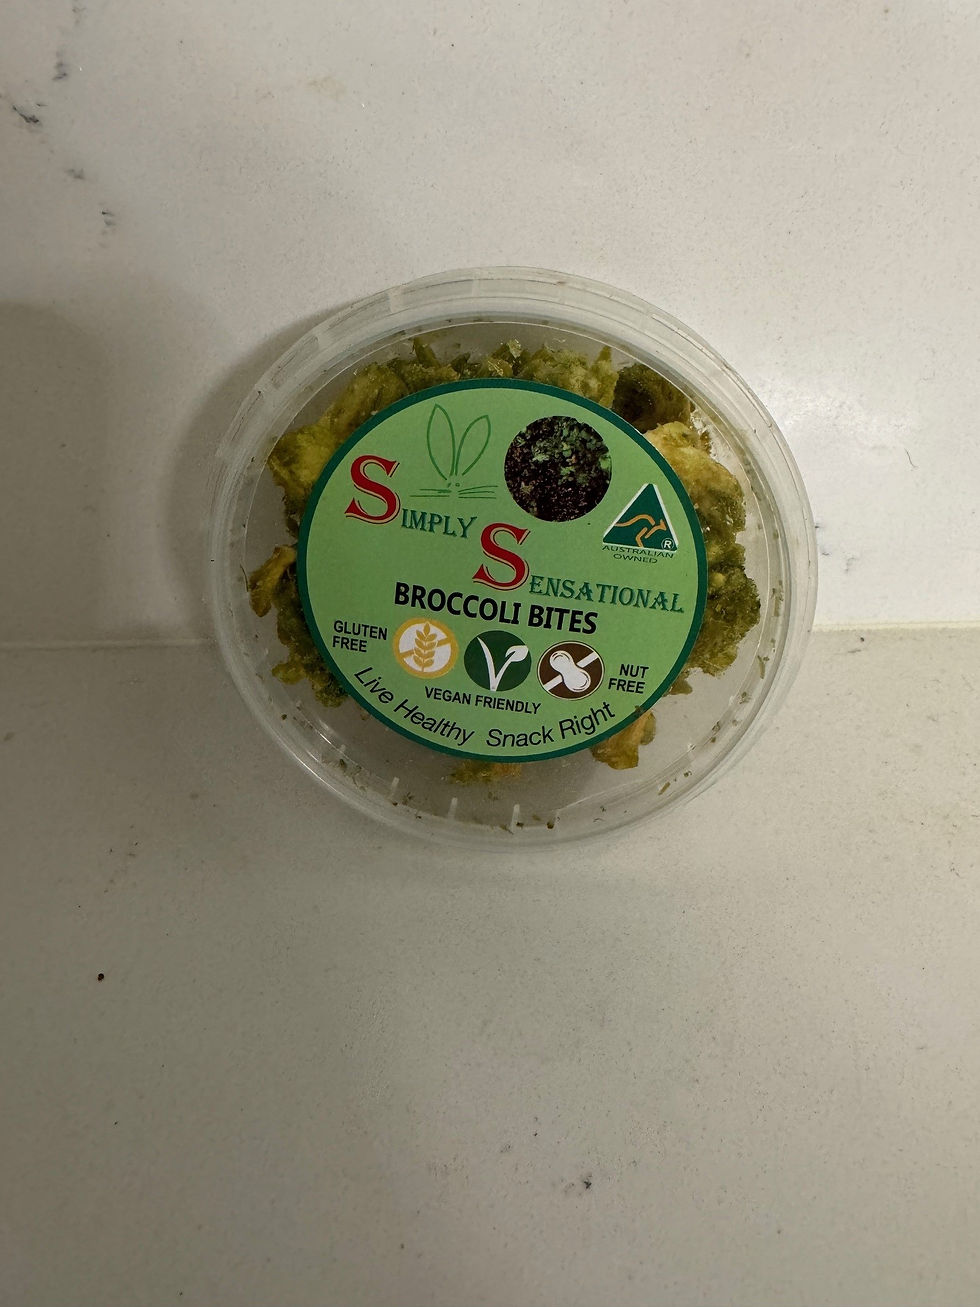 SIMPLY
SENSATIONAL
®
AUSTRALIAN
OWNED
BROCCOLI BITES
GLUTEN
FREE
VEGAN FRIENDLY
NUT
FREE
Live Healthy Snack Right